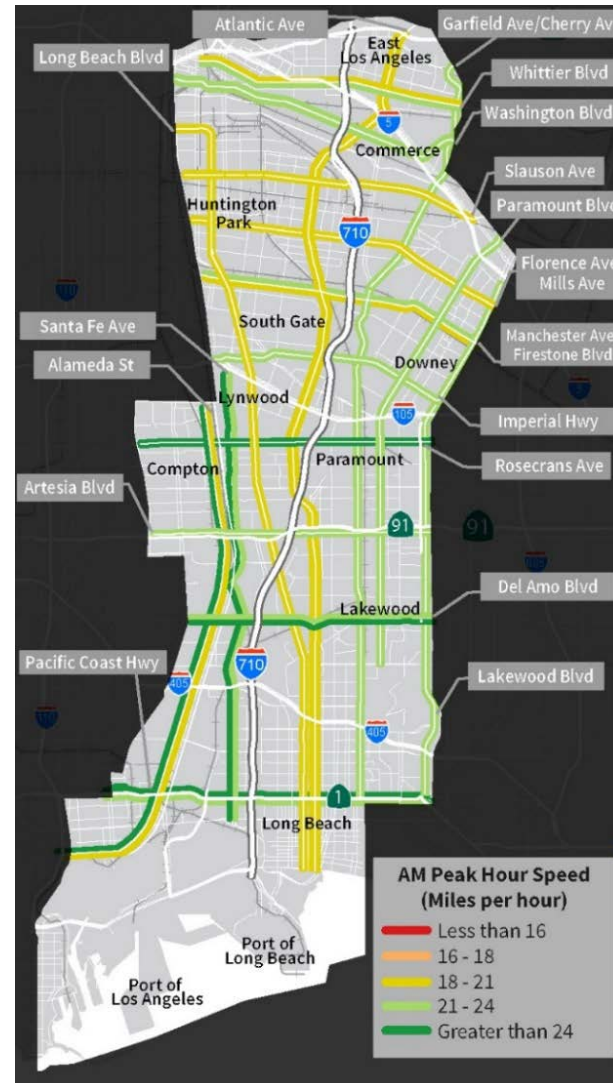 Atlantic Ave
Garfield Ave/Cherry Av
East
Los Angeles
Long Beach Blvd
Whittier Blvd
Washington Blvd
5
Commerce
Slauson Ave
Paramount Blv
Huntington
Park
710
Florence Ave
Mills Ave
Santa Fe Ave
South Gate
Manchester Ave
Firestone Blvd
Alameda St
Downey
Lynwood
105
Imperial Hwy
Compton
Paramount
Rosecrans Ave
Artesia Blvd
91
91
Del Amo Blvd
Lakewood
Pacific Coast Hwy
710
405
Lakewood Blvd
405
1
Long Beach
AM Peak Hour Speed
(Miles per hour)
Less than 16
16 - 18
18 - 21
21 - 24
Greater than 24
Port of
Long Beach
Port of
Los Angeles